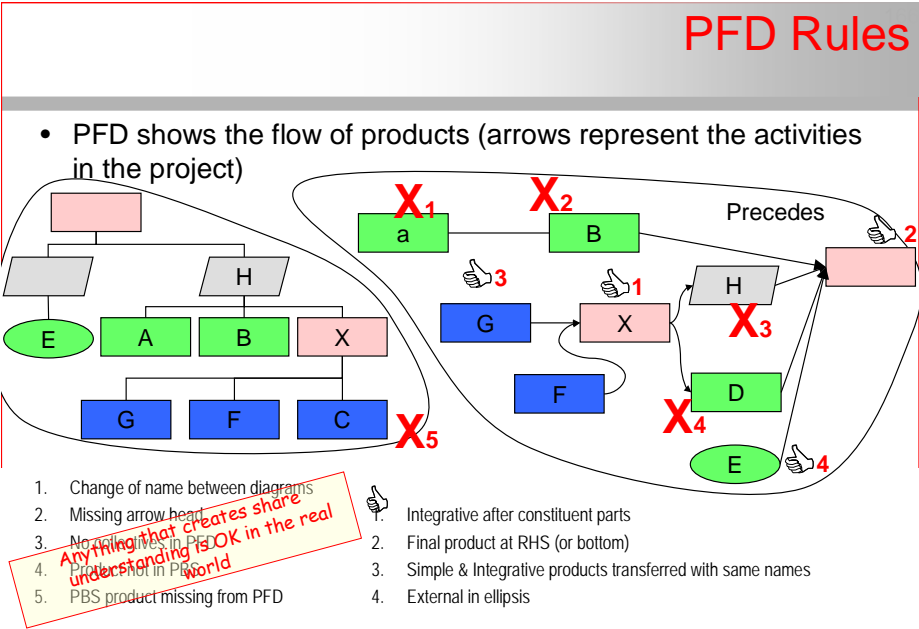 PFD Rules
• PFD shows the flow of products (arrows represent the activities
in the project)
X1
X2
Precedes
a
B
2
3
1
H
H
G
X
X3
E
A
B
X
F
D
G
F
C
X5
X4
E
4
1. Change of name between diagrams
2. Missing arrow head
3. No collectives in PFD
4. Product not in PBS
5. PBS product missing from PFD
Anything that creates share
understanding is OK in the real
world
1. Integrative after constituent parts
2. Final product at RHS (or bottom)
3. Simple & Integrative products transferred with same names
4. External in ellipsis